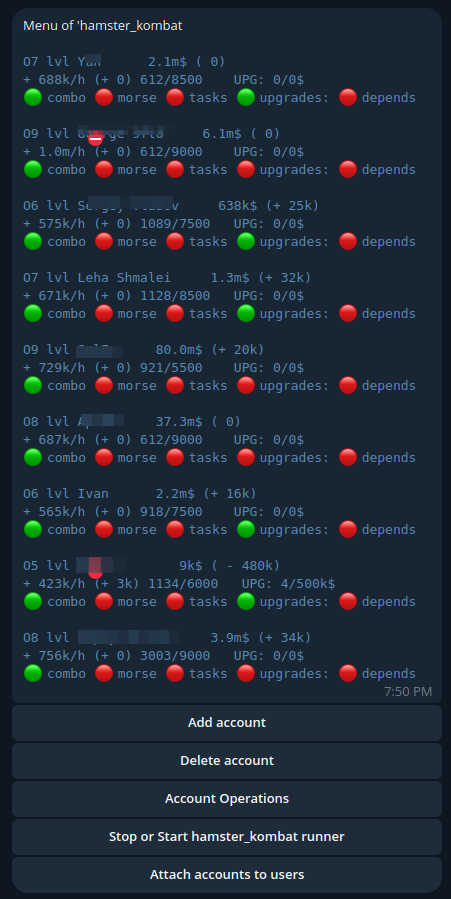 Menu of 'hamster_kombat
07 lvl 2.1m$ ( 0)
+ 688k/h (+ 0) 612/8500 UPG: 0/0$
combo morse tasks upgrades: depends
09 lvl 6.1m$ ( 0)
+ 1.0m/h (+ 0) 612/9000 UPG: 0/0$
combo morse tasks upgrades: depends
06 lvl 638k$ (+ 25k)
+ 575k/h (+ 0) 1089/7500 UPG: 0/0$
combo morse tasks upgrades: depends
07 lvl Leha Shmalei 1.3m$ (+ 32k)
+ 671k/h (+ 0) 1128/8500 UPG: 0/0$
combo morse tasks upgrades: depends
09 lvl 80.0m$ (+ 20k)
+ 729k/h (+ 0) 921/5500 UPG: 0/0$
combo morse tasks upgrades: depends
08 lvl 37.3m$ ( 0)
+ 687k/h (+ 0) 612/9000 UPG: 0/0$
combo morse tasks upgrades: depends
06 lvl Ivan 2.2m$ (+ 16k)
+ 565k/h (+ 0) 918/7500 UPG: 0/0$
combo morse tasks upgrades: depends
05 lvl 9k$ ( - 480k)
+ 423k/h (+ 3k) 1134/6000 UPG: 4/500k$
combo morse tasks upgrades: depends
08 lvl 3.9m$ (+ 34k)
+ 756k/h (+ 0) 3003/9000 UPG: 0/0$
combo morse tasks upgrades: depends
7:50 PM
Add account
Delete account
Account Operations
Stop or Start hamster_kombat runner
Attach accounts to users